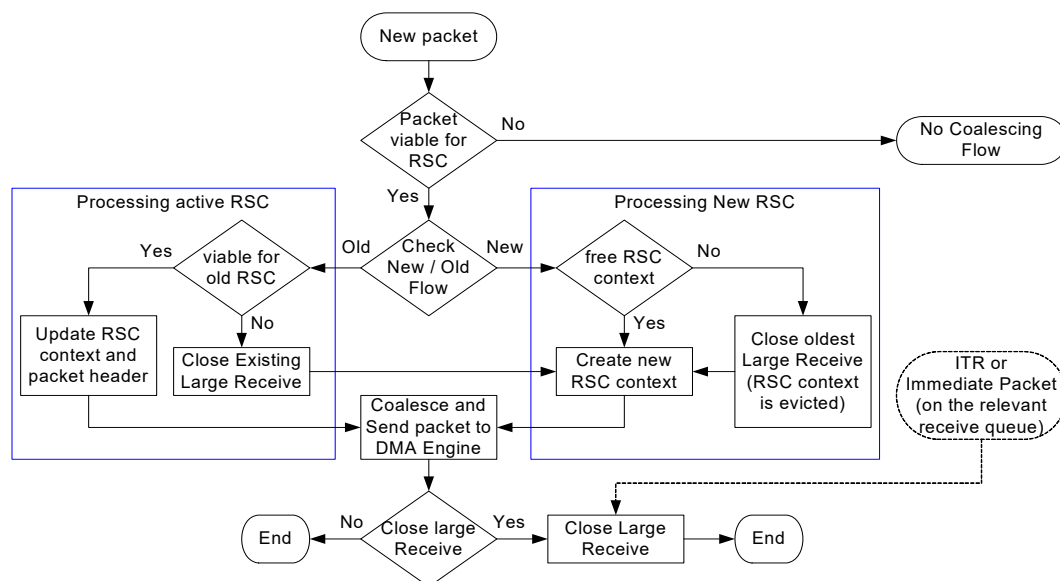 New packet
Packet
viable for
RSC
No
No Coalescing
Flow
Yes
Processing active RSC
Processing New RSC
Yes
viable for
old RSC
Old
Check
New / Old
Flow
New
free RSC
context
No
No
Yes
Update RSC
context and
packet header
Close Existing
Large Receive
Create new
RSC context
Close oldest
Large Receive
(RSC context
is evicted)
ITR or
Immediate Packet
(on the relevant
receive queue)
Coalesce and
Send packet to
DMA Engine
End
No
Close large
Receive
Yes
Close Large
Receive
End